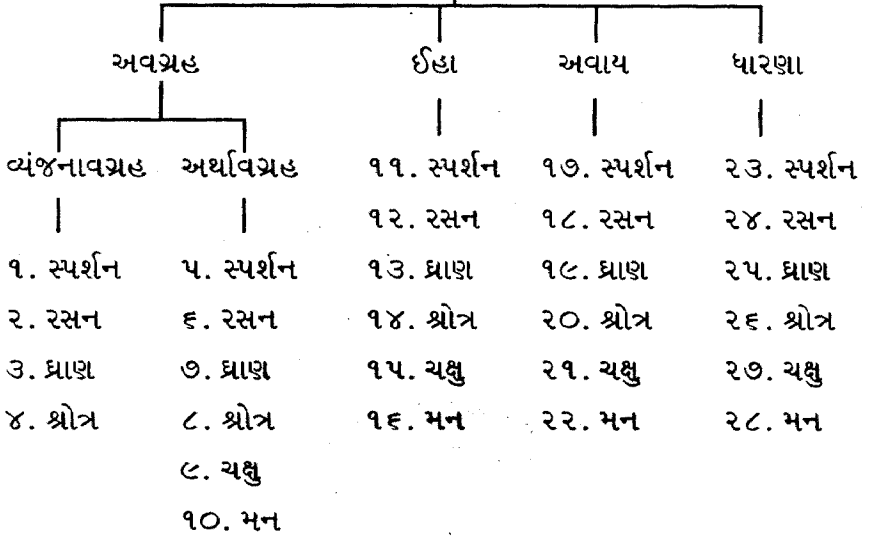 અવગ્રહ ઈહા અવાય ધારણા
વ્યંજનાવગ્રહ અર્થાવગ્રહ ૧૧. સ્પર્શન ૧૭. સ્પર્શન ૨૩. સ્પર્શન
૧૨. રસન ૧૮. રસન ૨૪. રસન
૧. સ્પર્શન ૫. સ્પર્શન ૧૩. ઘ્રાણ ૧૯. ઘ્રાણ ૨૫. ઘ્રાણ
૨. રસન ૬. રસન ૧૪. શ્રોત્ર ૨૦. શ્રોત્ર ૨૬. શ્રોત્ર
૩. ઘ્રાણ ૭. ઘ્રાણ ૧૫. ચક્ષુ ૨૧. ચક્ષુ ૨૭. ચક્ષુ
૪. શ્રોત્ર ૮. શ્રોત્ર ૧૬. મન ૨૨. મન ૨૮. મન
૯. ચક્ષુ
૧૦. મન